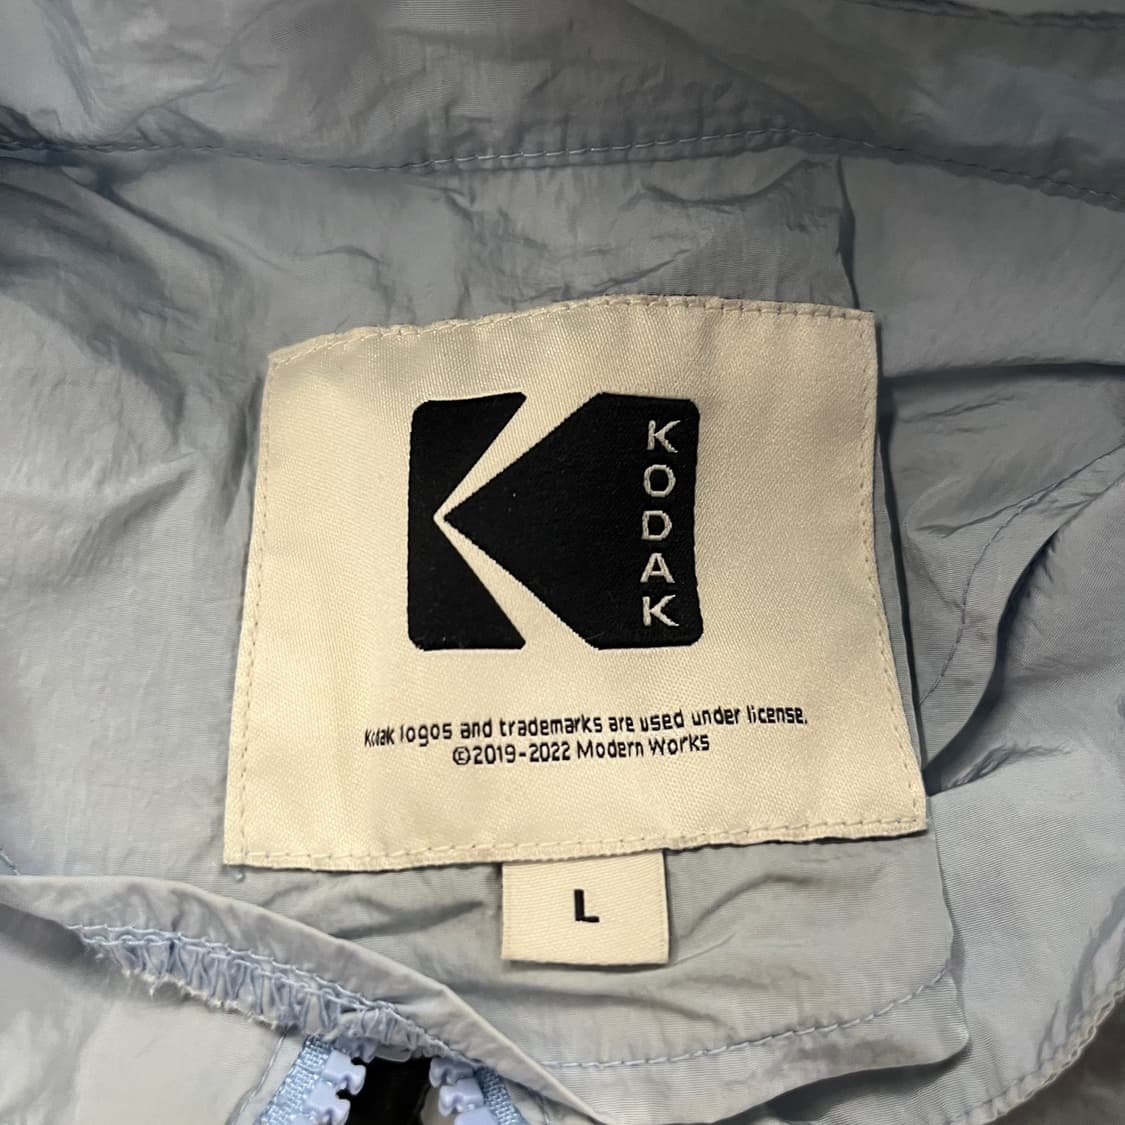 KODAK
Kodak logos and trademarks are used under license.
©2019-2022 Modern Works
L